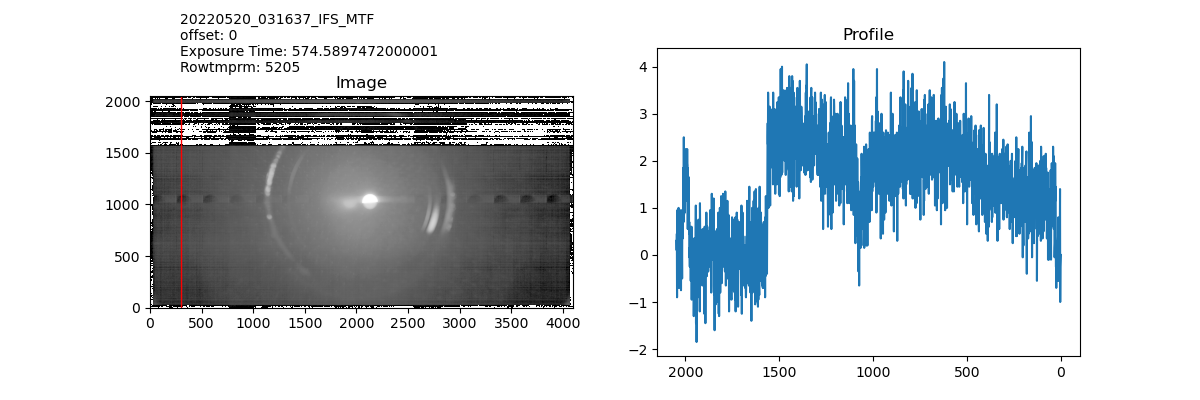 20220520_031637_IFS_MTF
offset: 0
Exposure Time: 574.5897472000001
Rowtmprm: 5205
Image
2000
1500
1000
500
0
0 500 1000 1500 2000 2500 3000 3500 4000
Profile
4
3
2
1
0
−1
−2
2000 1500 1000 500 0